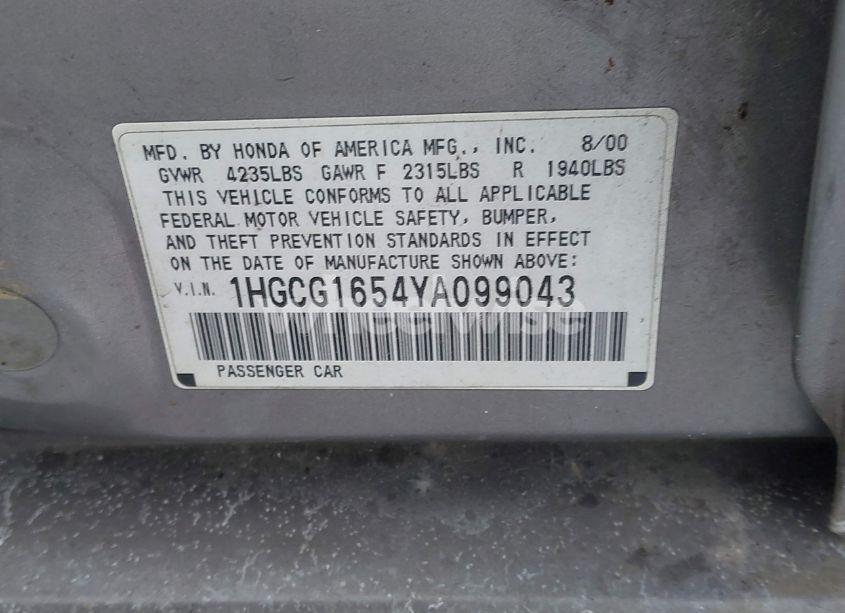 MFD. BY HONDA OF AMERICA MFG., INC. 8/00
GVWR 4235LBS GAWR F 2315LBS R 1940LBS
THIS VEHICLE CONFORMS TO ALL APPLICABLE
FEDERAL MOTOR VEHICLE SAFETY, BUMPER,
AND THEFT PREVENTION STANDARDS IN EFFECT
ON THE DATE OF MANUFACTURE SHOWN ABOVE:
V.I.N. 1HGCG1654YA099043
Wheelwise
PASSENGER CAR